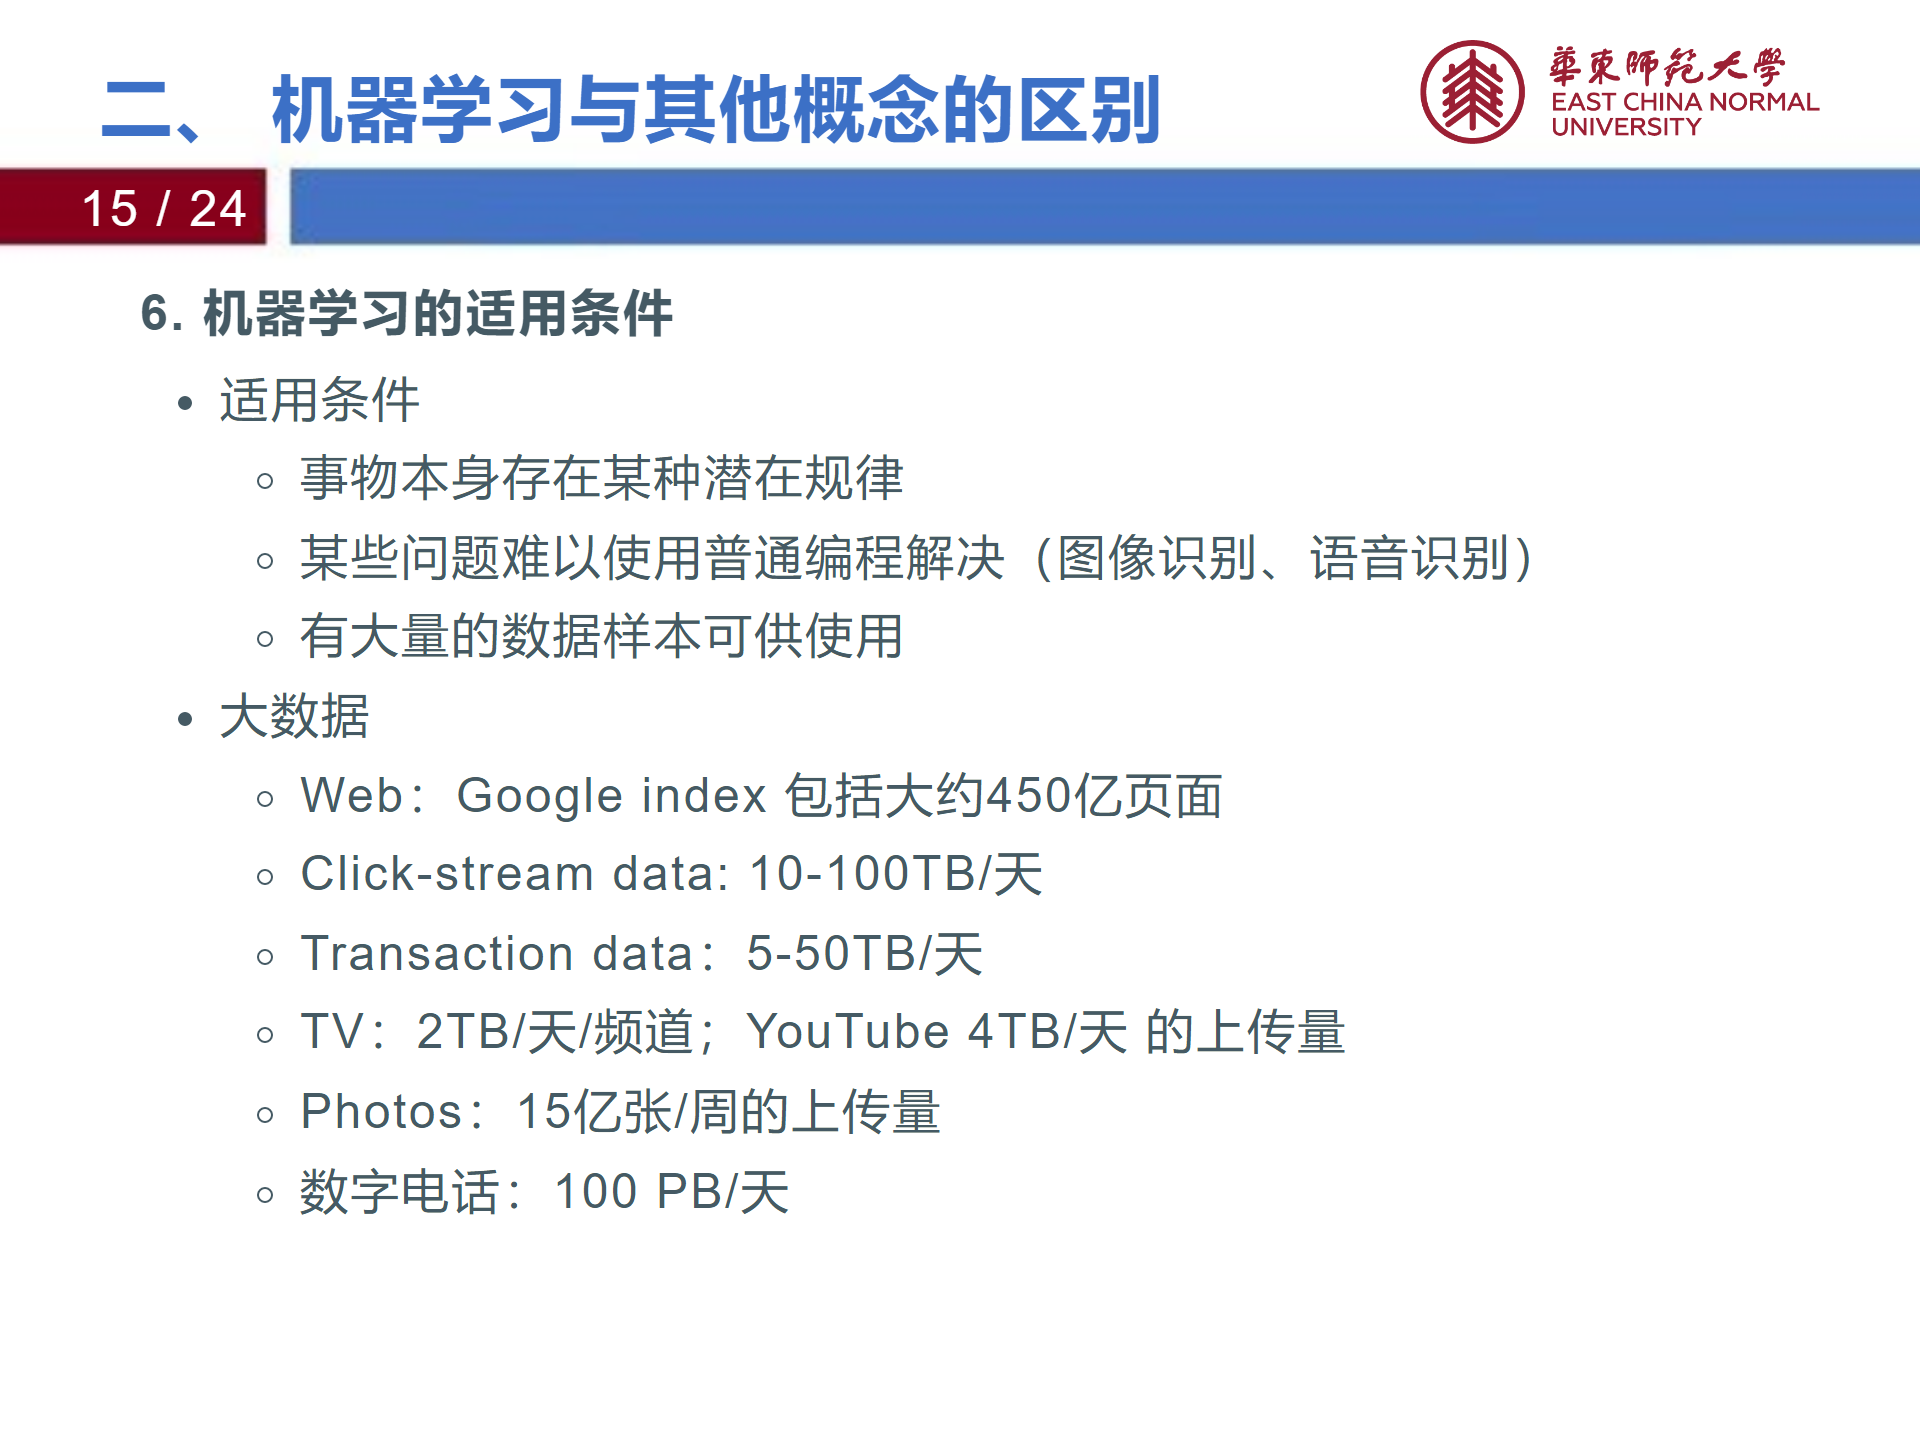 二、 机器学习与其他概念的区别
華東師範大學
EAST CHINA NORMAL
UNIVERSITY
15 / 24
6. 机器学习的适用条件
• 适用条件
○ 事物本身存在某种潜在规律
○ 某些问题难以使用普通编程解决（图像识别、语音识别）
○ 有大量的数据样本可供使用
• 大数据
○ Web：Google index 包括大约450亿页面
○ Click-stream data: 10-100TB/天
○ Transaction data：5-50TB/天
○ TV：2TB/天/频道；YouTube 4TB/天 的上传量
○ Photos：15亿张/周的上传量
○ 数字电话：100 PB/天